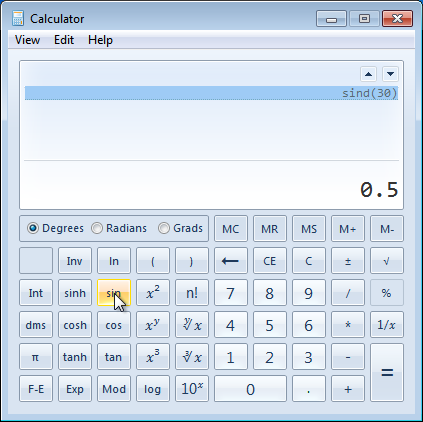 Calculator
View Edit Help
sind(30)
0.5
Degrees Radians Grads MC MR MS M+ M-
Inv ln ( ) ← CE C ± √
Int sinh sin x² n! 7 8 9 / %
dms cosh cos xʸ ʸ√x 4 5 6 * 1/x
π tanh tan x³ ³√x 1 2 3 - =
F-E Exp Mod log 10ˣ 0 . +